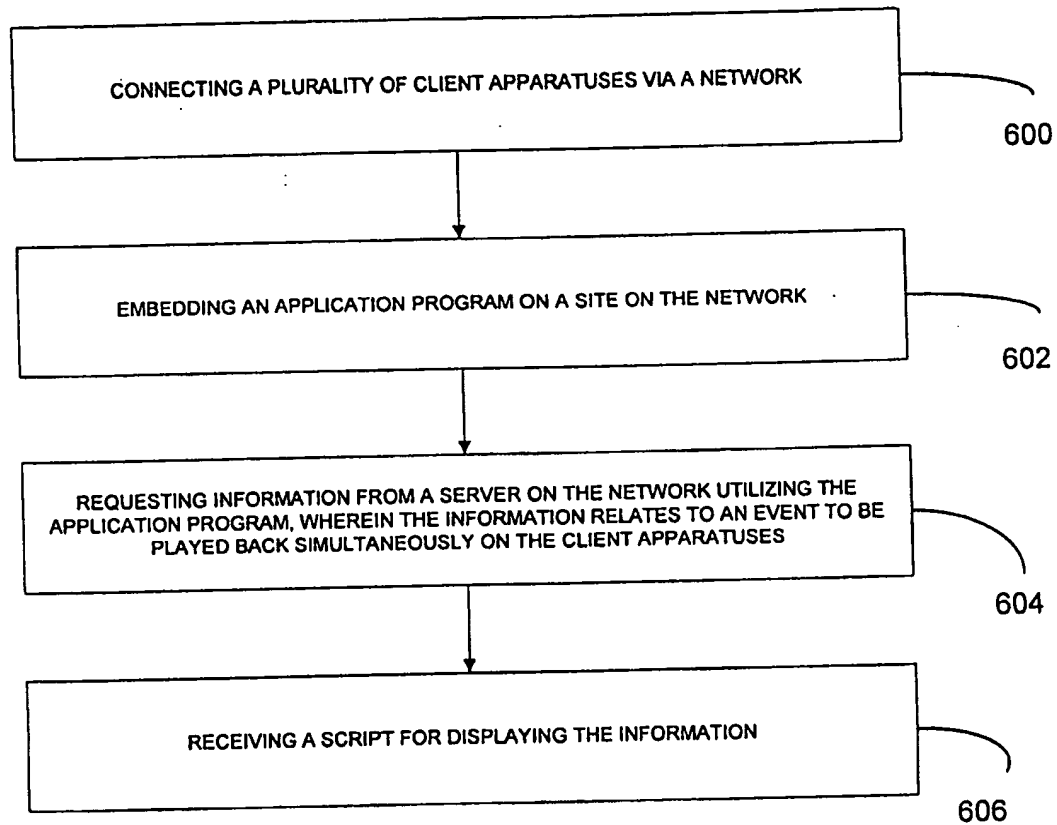 CONNECTING A PLURALITY OF CLIENT APPARATUSES VIA A NETWORK
600
EMBEDDING AN APPLICATION PROGRAM ON A SITE ON THE NETWORK
602
REQUESTING INFORMATION FROM A SERVER ON THE NETWORK UTILIZING THE
APPLICATION PROGRAM, WHEREIN THE INFORMATION RELATES TO AN EVENT TO BE
PLAYED BACK SIMULTANEOUSLY ON THE CLIENT APPARATUSES
604
RECEIVING A SCRIPT FOR DISPLAYING THE INFORMATION
606